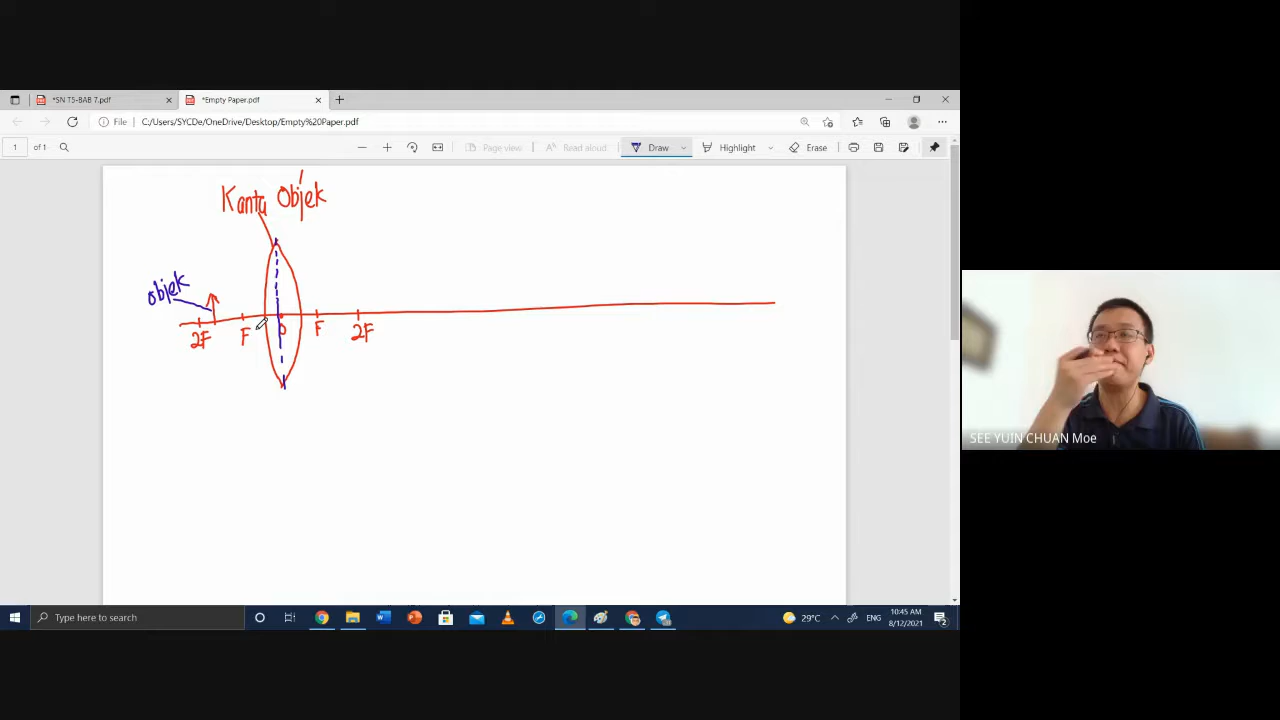 *SN T5-BAB 7.pdf
*Empty Paper.pdf
File
C:/Users/SYCDe/OneDrive/Desktop/Empty%20Paper.pdf
1 of 1
Page view
Read aloud
Draw
Highlight
Erase
Kanta Objek
objek
2F F O F 2F
SEE YUIN CHUAN Moe
Type here to search
29°C
ENG
10:45 AM
8/12/2021
2